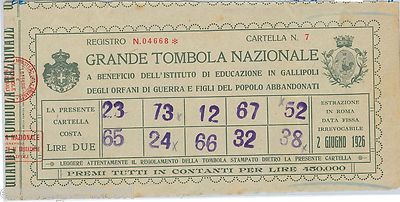 REGISTRO N. 04668*
CARTELLA N. 7
GRANDE TOMBOLA NAZIONALE
A BENEFICIO DELL'ISTITUTO DI EDUCAZIONE IN GALLIPOLI
DEGLI ORFANI DI GUERRA E FIGLI DEL POPOLO ABBANDONATI
LA PRESENTE
CARTELLA
COSTA
LIRE DUE
23 73 12 67 52
65 24 66 32 38
ESTRAZIONE
IN ROMA
DATA FISSA
IRREVOCABILE
2 GIUGNO 1926
LEGGERE ATTENTAMENTE IL REGOLAMENTO DELLA TOMBOLA STAMPATO DIETRO LA PRESENTE CARTELLA
PREMI TUTTI IN CONTANTI PER LIRE 450.000